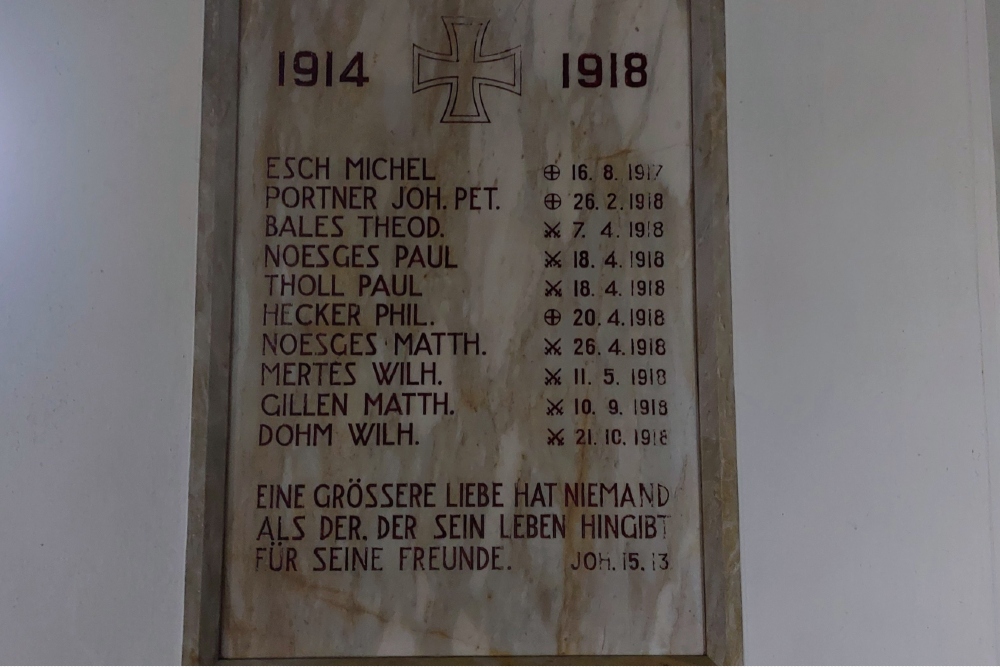 1914 1918
ESCH MICHEL ⊕ 16. 8. 1917
PORTNER JOH. PET. ⊕ 26. 2. 1918
BALES THEOD. ⚔ 7. 4. 1918
NOESGES PAUL ⚔ 18. 4. 1918
THOLL PAUL ⚔ 18. 4. 1918
HECKER PHIL. ⊕ 20. 4. 1918
NOESGES MATTH. ⚔ 26. 4. 1918
MERTES WILH. ⚔ 11. 5. 1918
GILLEN MATTH. ⚔ 10. 9. 1918
DOHM WILH. ⚔ 21. 10. 1918
EINE GRÖSSERE LIEBE HAT NIEMAND
ALS DER, DER SEIN LEBEN HINGIBT
FÜR SEINE FREUNDE. JOH. 15, 13